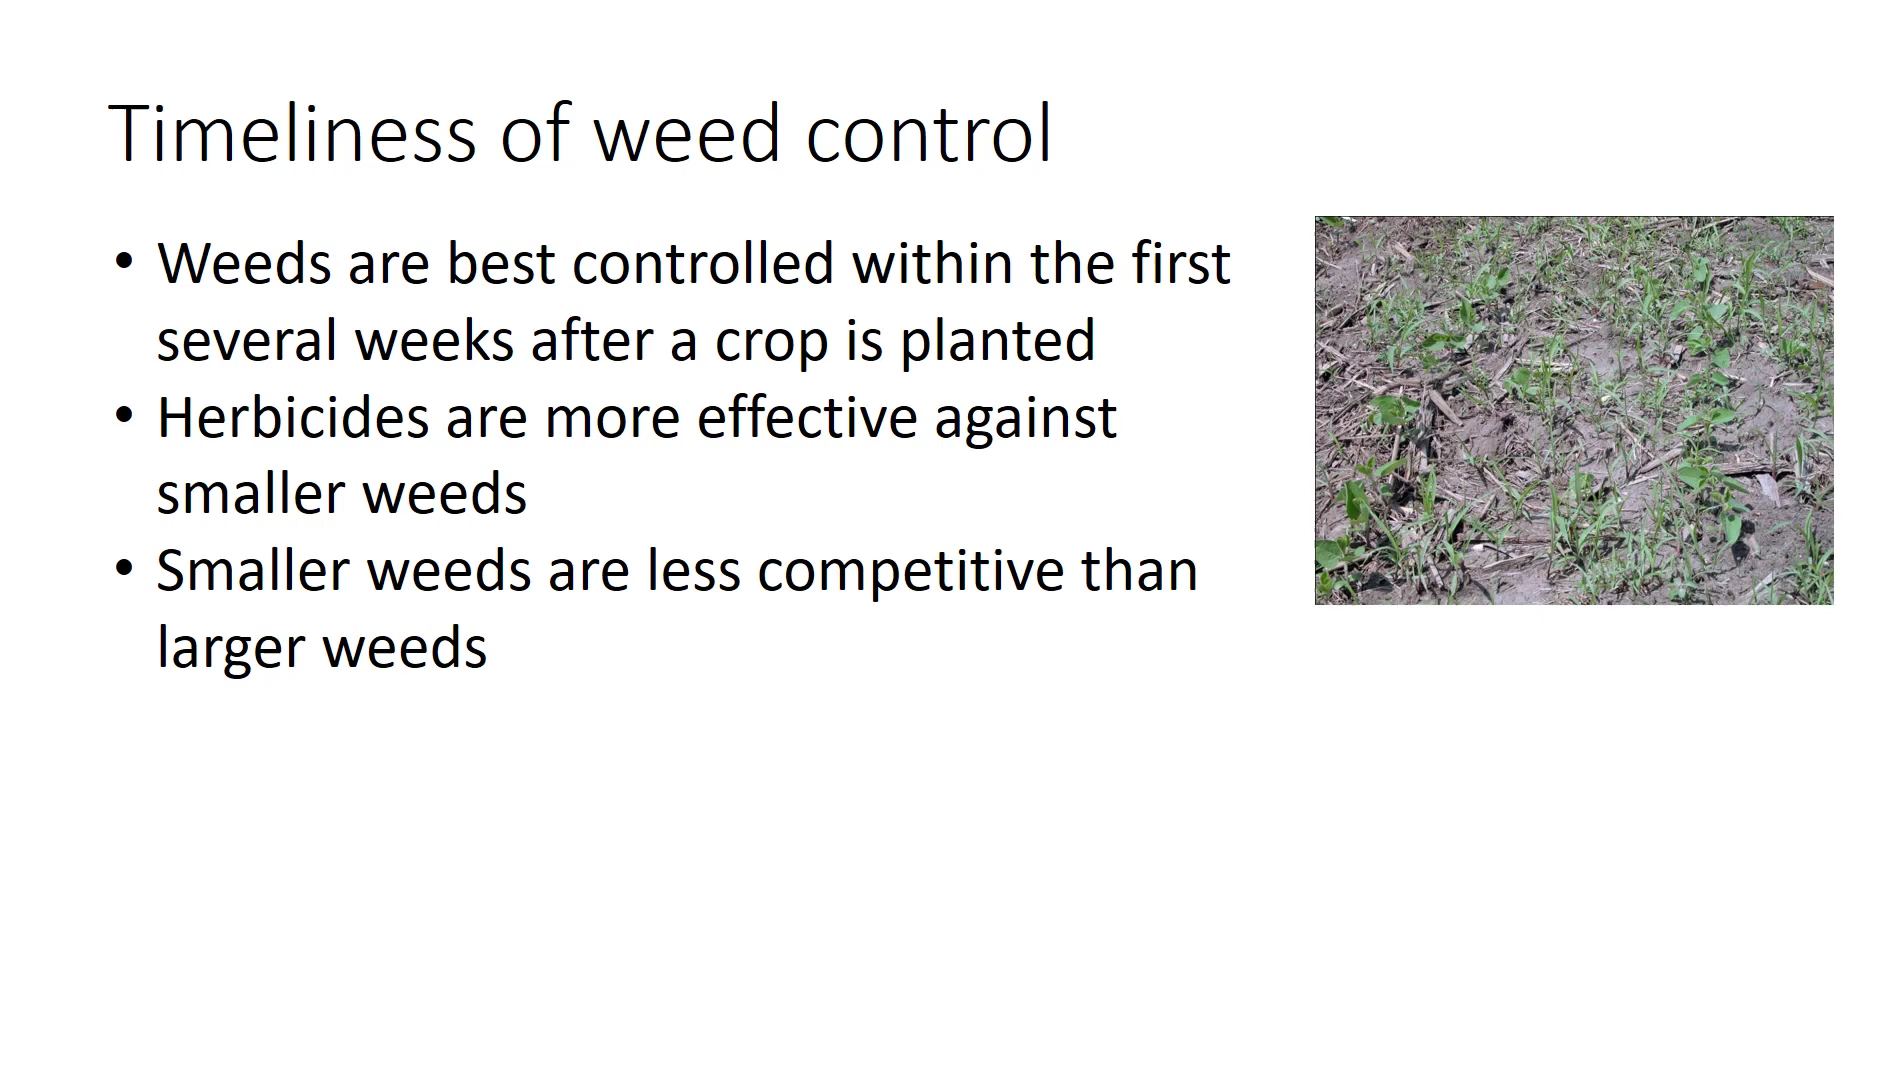 Timeliness of weed control
• Weeds are best controlled within the first
several weeks after a crop is planted
• Herbicides are more effective against
smaller weeds
• Smaller weeds are less competitive than
larger weeds